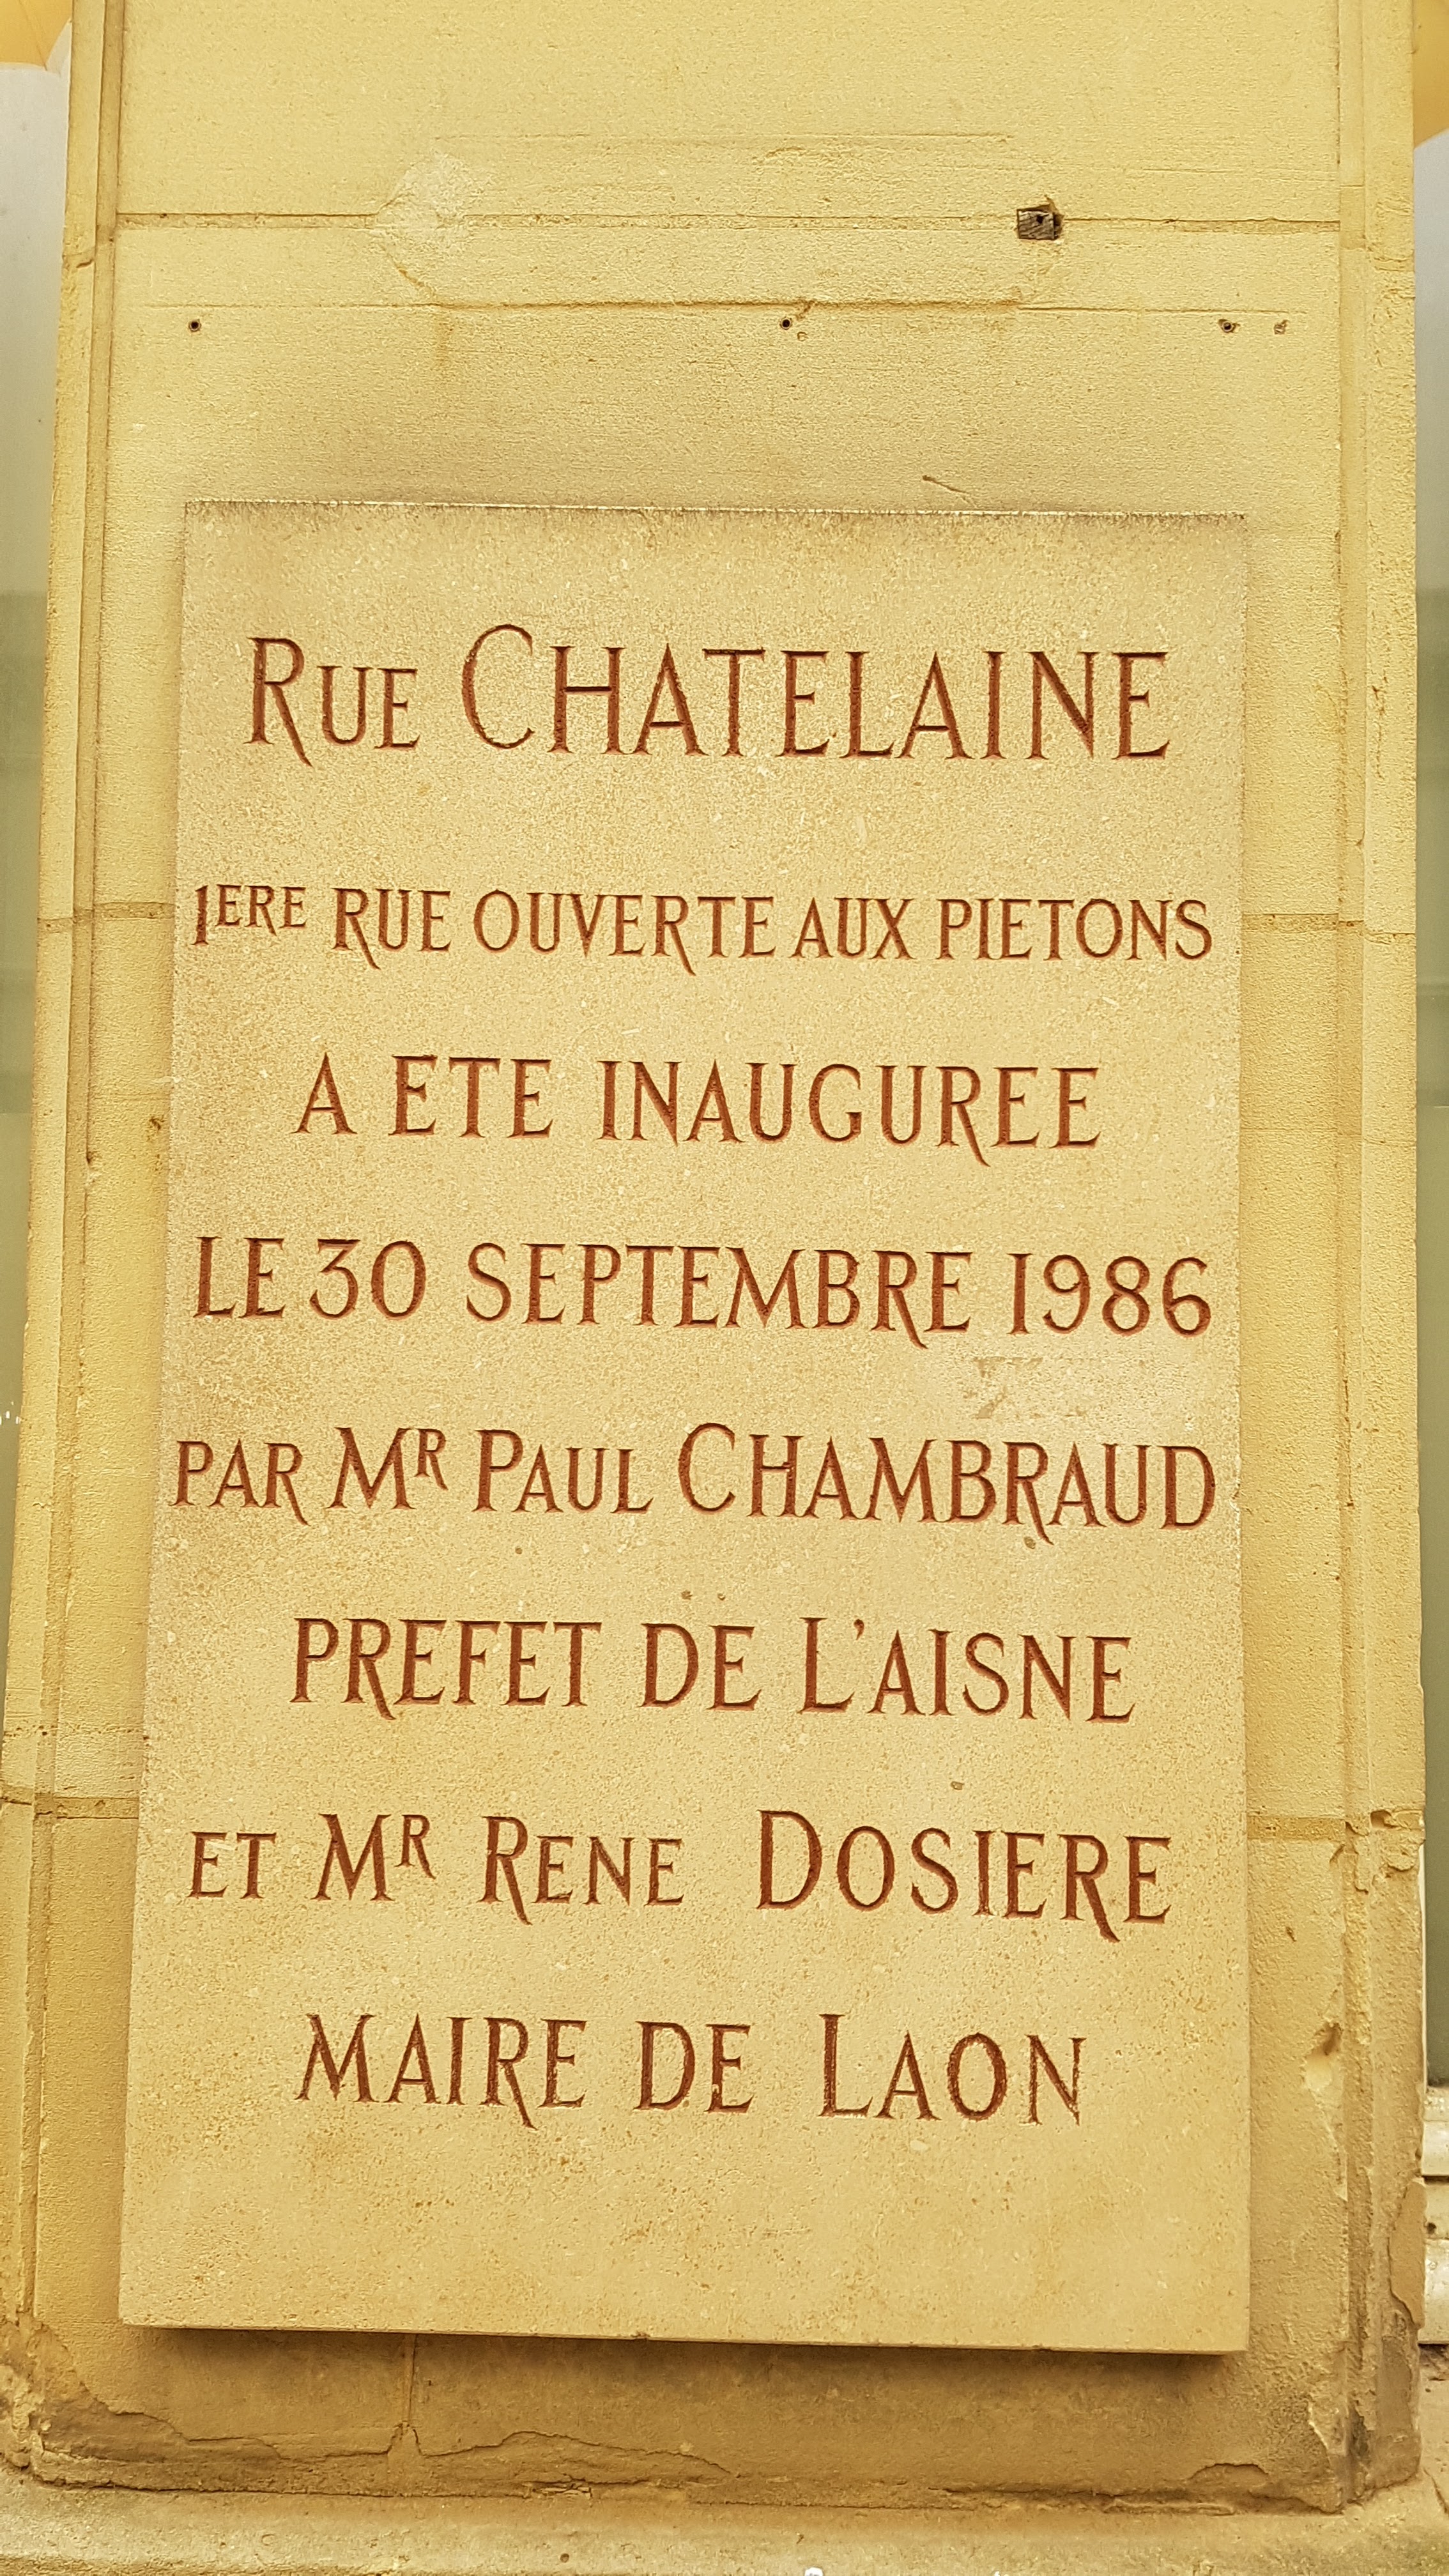 RUE CHATELAINE
1ERE RUE OUVERTE AUX PIETONS
A ETE INAUGUREE
LE 30 SEPTEMBRE 1986
PAR MR PAUL CHAMBRAUD
PREFET DE L'AISNE
ET MR RENE DOSIERE
MAIRE DE LAON